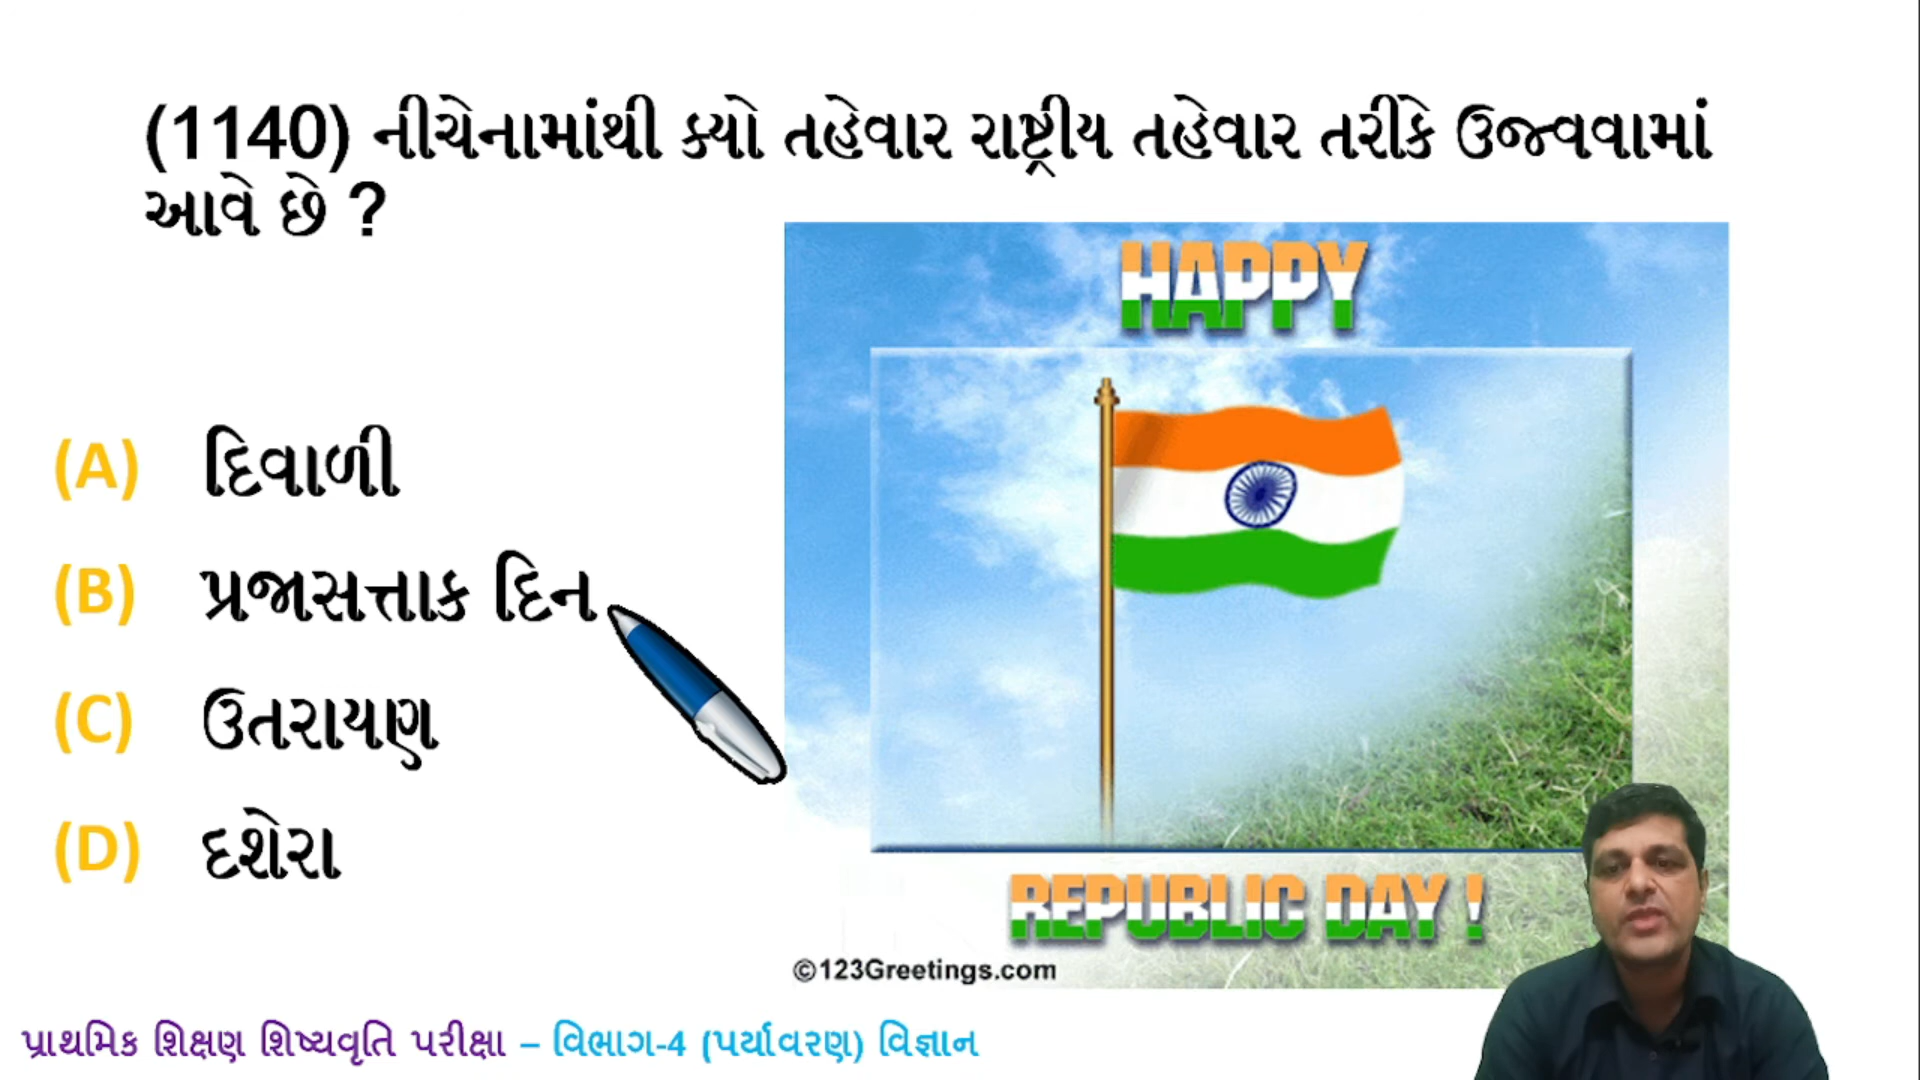 (1140) નીચેનામાંથી ક્યો તહેવાર રાષ્ટ્રીય તહેવાર તરીકે ઉજવવામાં
આવે છે ?
HAPPY
(A) દિવાળી
(B) પ્રજાસત્તાક દિન
(C) ઉતરાયણ
(D) દશેરા
REPUBLIC DAY !
©123Greetings.com
પ્રાથમિક શિક્ષણ શિષ્યવૃતિ પરીક્ષા – વિભાગ-4 (પર્યાવરણ) વિજ્ઞાન